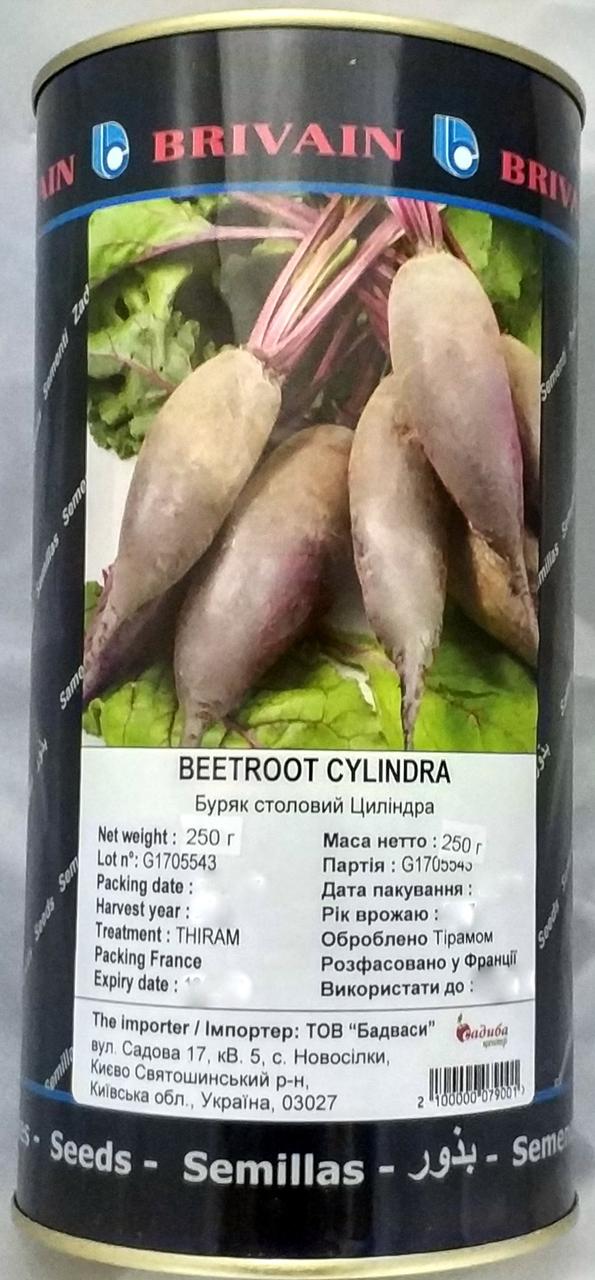 BRIVAIN
BEETROOT CYLINDRA
Буряк столовий Циліндра
Net weight : 250 г
Lot n°: G1705543
Packing date :
Harvest year :
Treatment : THIRAM
Packing France
Expiry date :
Маса нетто : 250 г
Партія : G1705543
Дата пакування :
Рік врожаю :
Оброблено Тірамом
Розфасовано у Франції
Використати до :
The importer / Імпортер: ТОВ “Бадваси”
вул. Садова 17, кВ. 5, с. Новосілки,
Києво Святошинський р-н,
Київська обл., Україна, 03027
Садиба
центр
2 100000 079001
- Seeds - Semillas - بذور -